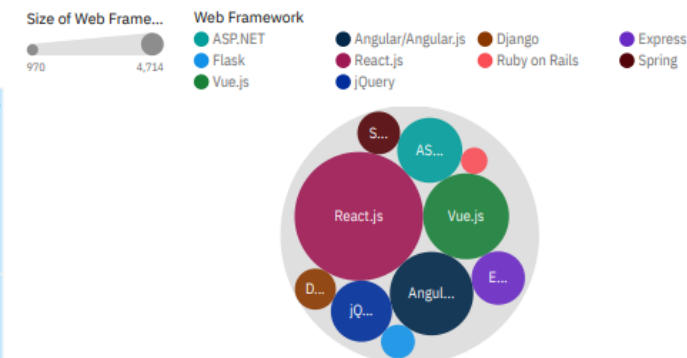 Size of Web Frame...
970 4,714
Web Framework
ASP.NET Angular/Angular.js Django Express
Flask React.js Ruby on Rails Spring
Vue.js jQuery
S...
AS...
React.js Vue.js
E...
D... Angul...
jQ...